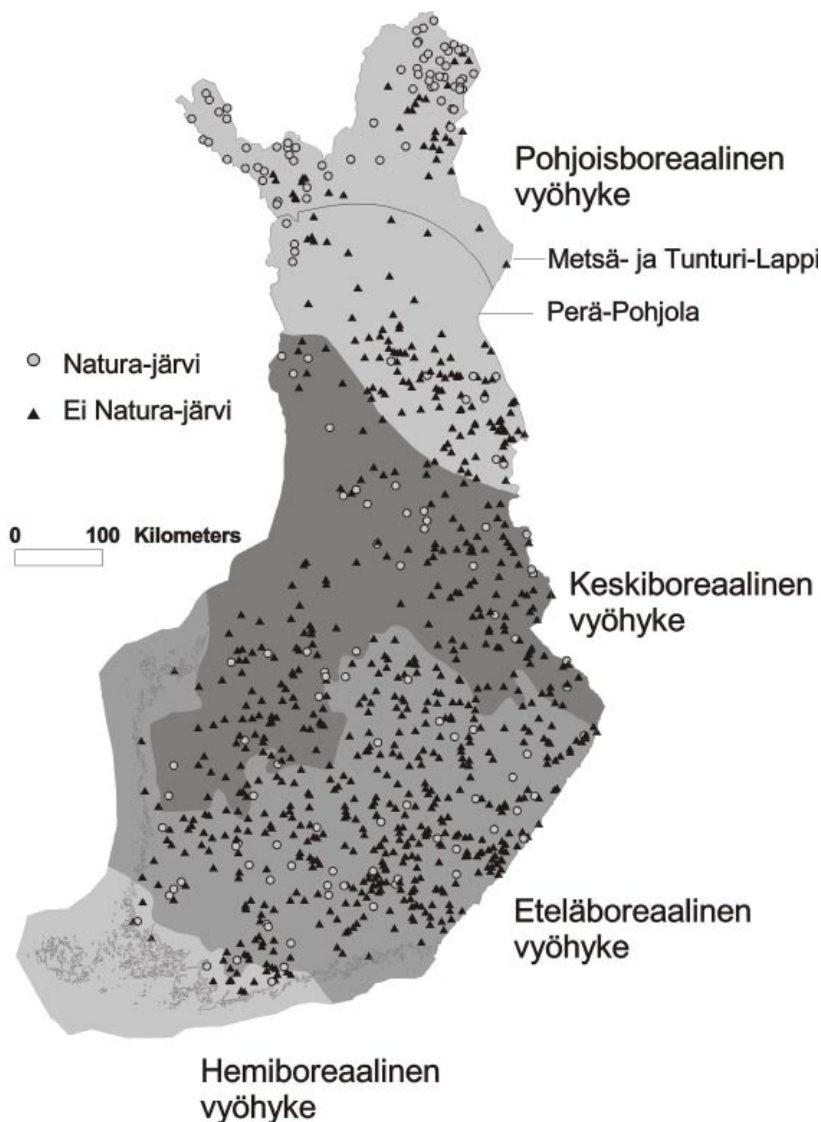 Pohjoisboreaalinen
vyöhyke
Metsä- ja Tunturi-Lappi
Perä-Pohjola
Natura-järvi
Ei Natura-järvi
0 100 Kilometers
Keskiboreaalinen
vyöhyke
Eteläboreaalinen
vyöhyke
Hemiboreaalinen
vyöhyke